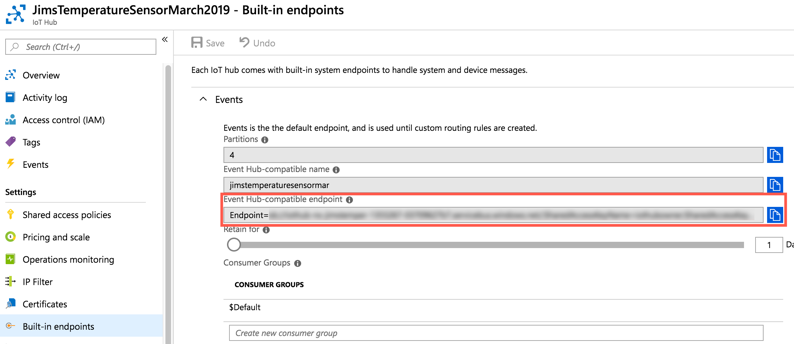 JimsTemperatureSensorMarch2019 - Built-in endpoints
IoT Hub
Search (Ctrl+/)
«
Overview
Activity log
Access control (IAM)
Tags
Events
Settings
Shared access policies
Pricing and scale
Operations monitoring
IP Filter
Certificates
Built-in endpoints
Save
Undo
Each IoT hub comes with built-in system endpoints to handle system and device messages.
Events
Events is the the default endpoint, and is used until custom routing rules are created.
Partitions
4
Event Hub-compatible name
jimstemperaturesensormar
Event Hub-compatible endpoint
Endpoint=
Retain for
1 Da
Consumer Groups
CONSUMER GROUPS
$Default
Create new consumer group